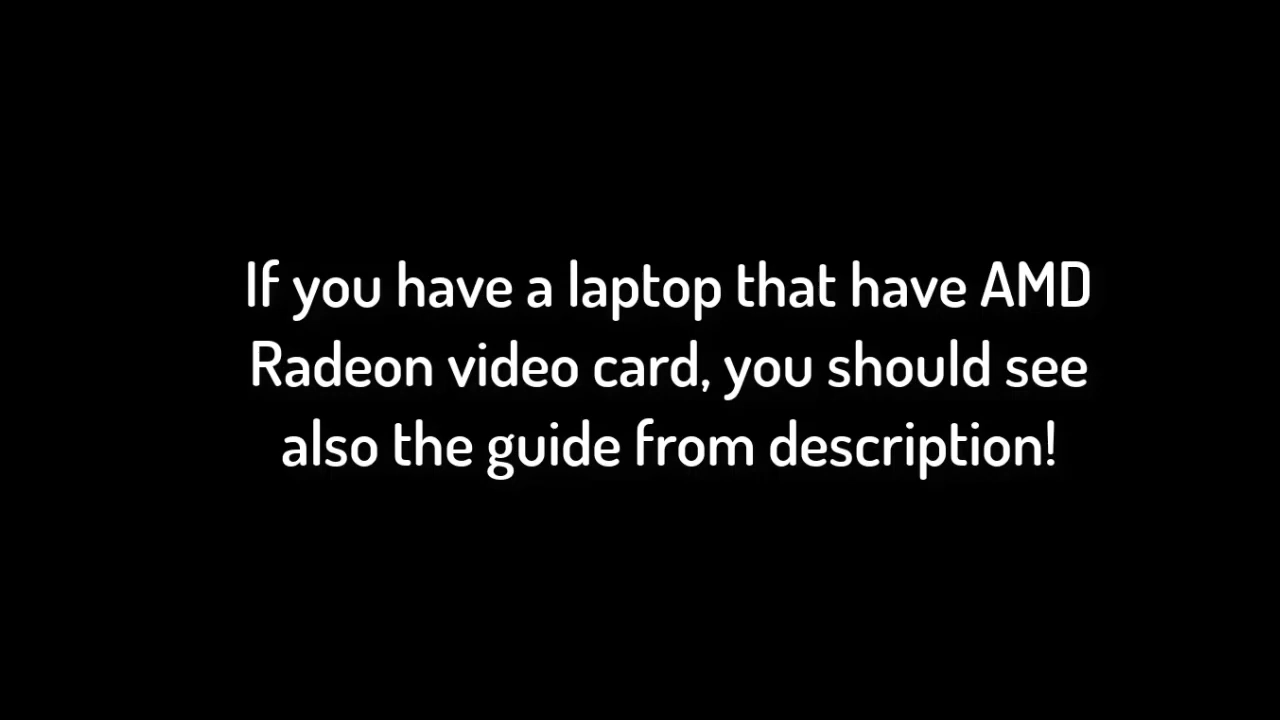 If you have a laptop that have AMD
Radeon video card, you should see
also the guide from description!